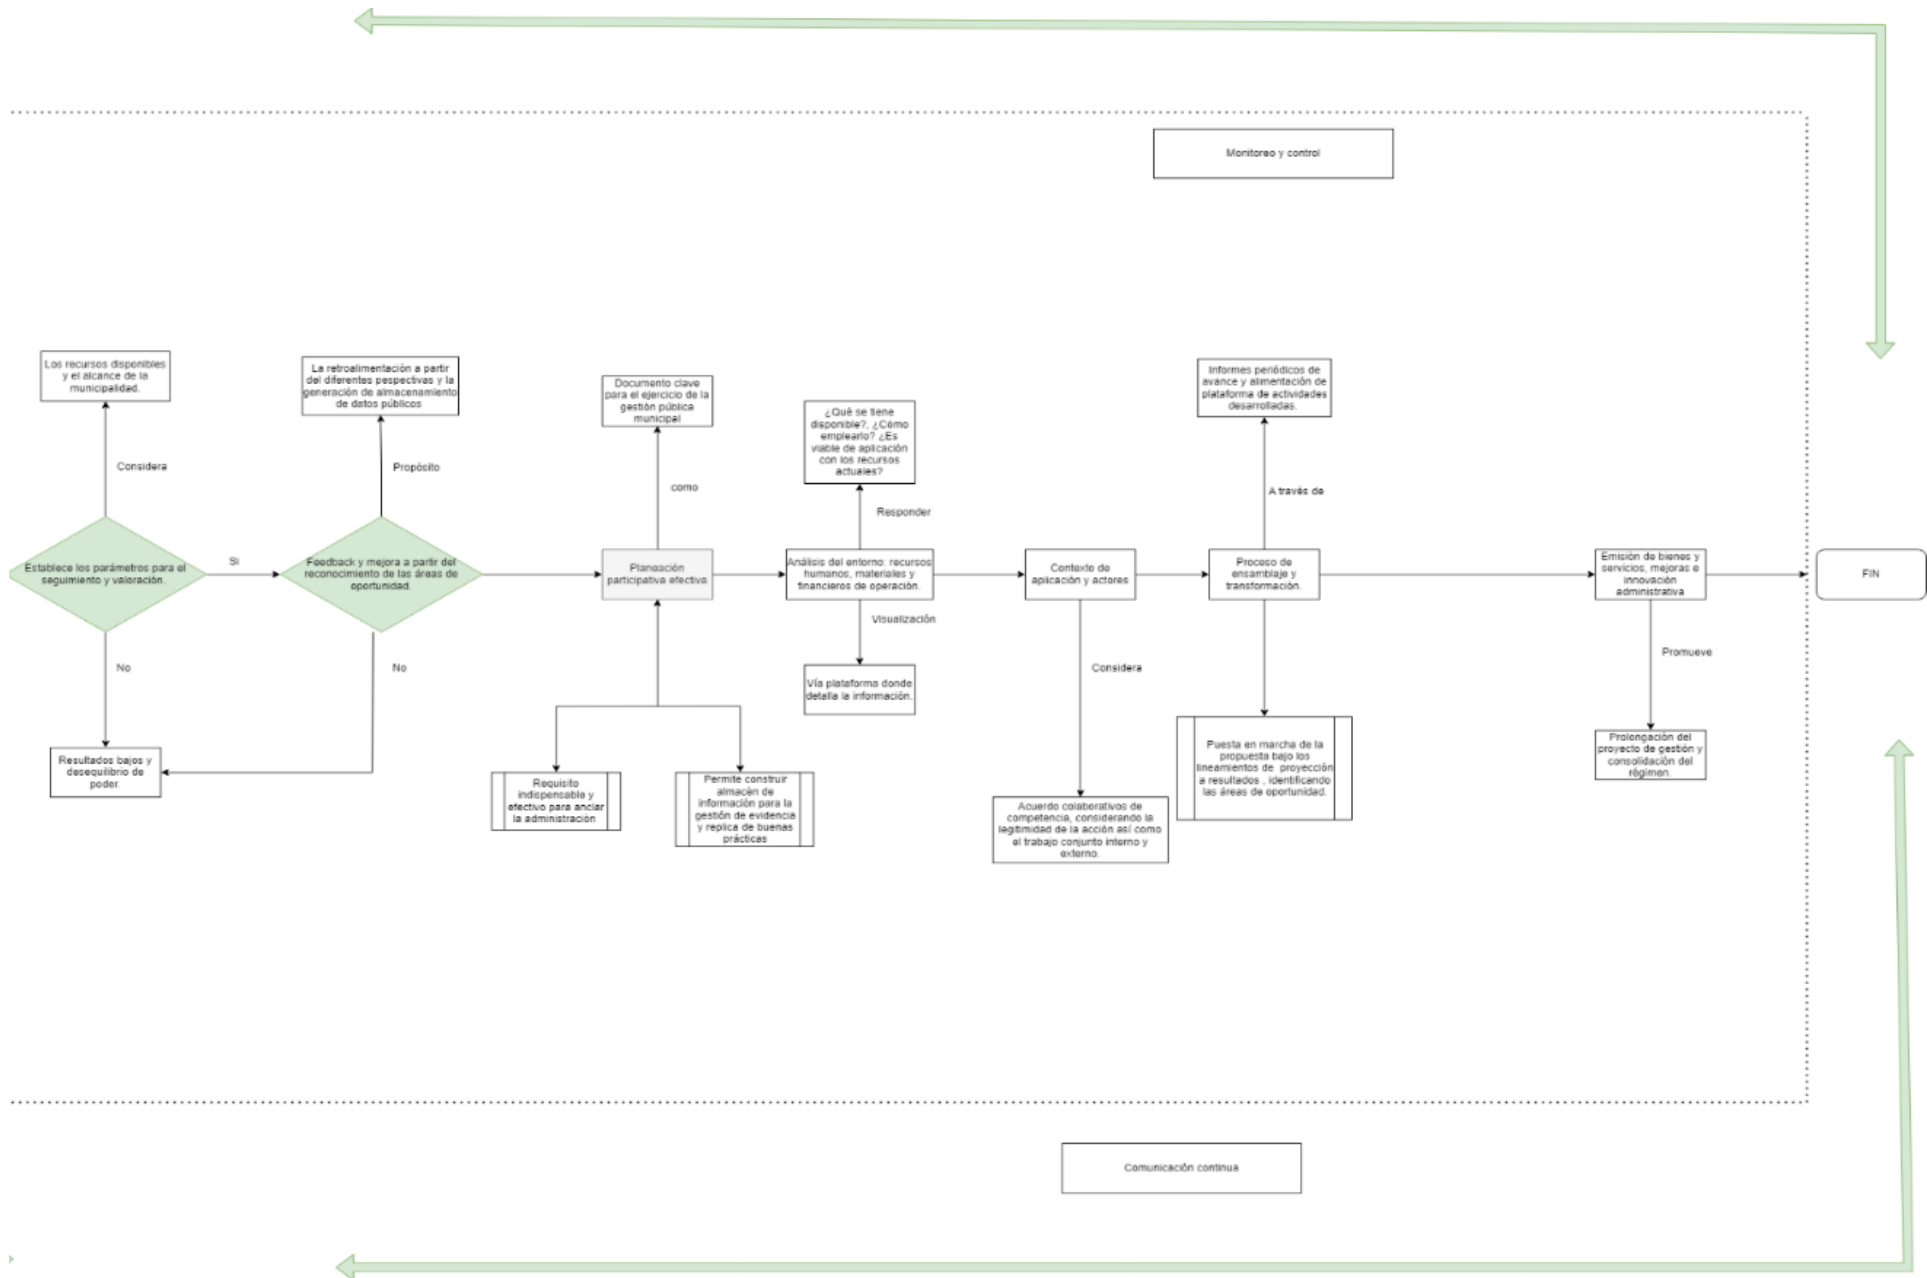 Monitoreo y control
Los recursos disponibles
y el alcance de la
municipalidad.
La retroalimentación a partir
del diferentes pespectivas y la
generación de almacenamiento
de datos públicos
Documento clave
para el ejercicio de la
gestión pública
municipal
¿Qué se tiene
disponible?, ¿Cómo
emplearlo? ¿Es
viable de aplicación
con los recursos
actuales?
Informes periódicos de
avance y alimentación de
plataforma de actividades
desarrolladas.
Considera
Propósito
como
Responder
A través de
Establece los parámetros para el
seguimiento y valoración.
Si
Feedback y mejora a partir del
reconocimiento de las áreas de
oportunidad.
Planeación
participativa efectiva
Análisis del entorno: recursos
humanos, materiales y
financieros de operación.
Contexto de
aplicación y actores
Proceso de
ensamblaje y
transformación.
Emisión de bienes y
servicios, mejoras e
innovación
administrativa
FIN
No
No
Visualización
Considera
Promueve
Vía plataforma donde
detalla la información.
Resultados bajos y
desequilibrio de
poder.
Requisito
indispensable y
efectivo para anclar
la administración
Permite construir
almacén de
información para la
gestión de evidencia
y replica de buenas
prácticas
Acuerdo colaborativos de
competencia, considerando la
legitimidad de la acción así como
el trabajo conjunto interno y
externo.
Puesta en marcha de la
propuesta bajo los
lineamientos de proyección
a resultados , identificando
las áreas de oportunidad.
Prolongación del
proyecto de gestión y
consolidación del
régimen.
Comunicación continua